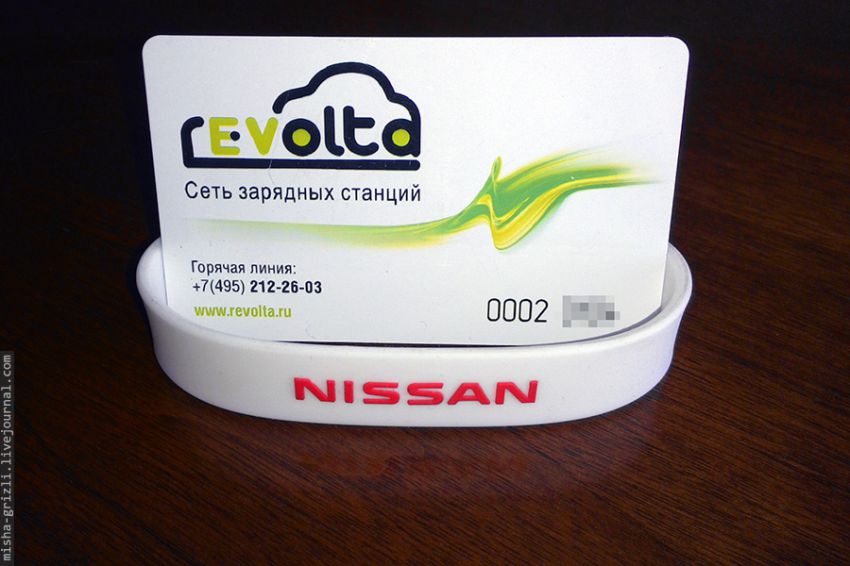 rEVolta
Сеть зарядных станций
Горячая линия:
+7(495) 212-26-03
www.revolta.ru
0002
NISSAN
misha-grizli.livejournal.com